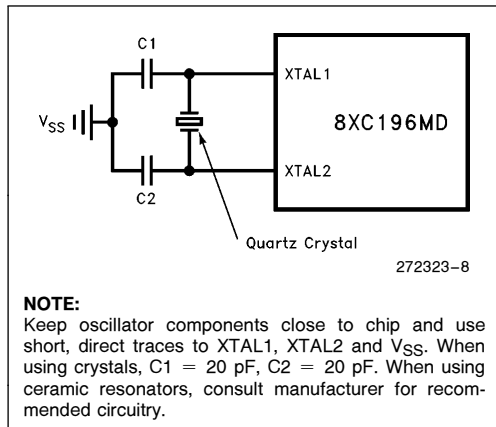 C1
XTAL1
8XC196MD
VSS
XTAL2
C2
Quartz Crystal
272323–8
NOTE:
Keep oscillator components close to chip and use
short, direct traces to XTAL1, XTAL2 and VSS. When
using crystals, C1 = 20 pF, C2 = 20 pF. When using
ceramic resonators, consult manufacturer for recom-
mended circuitry.